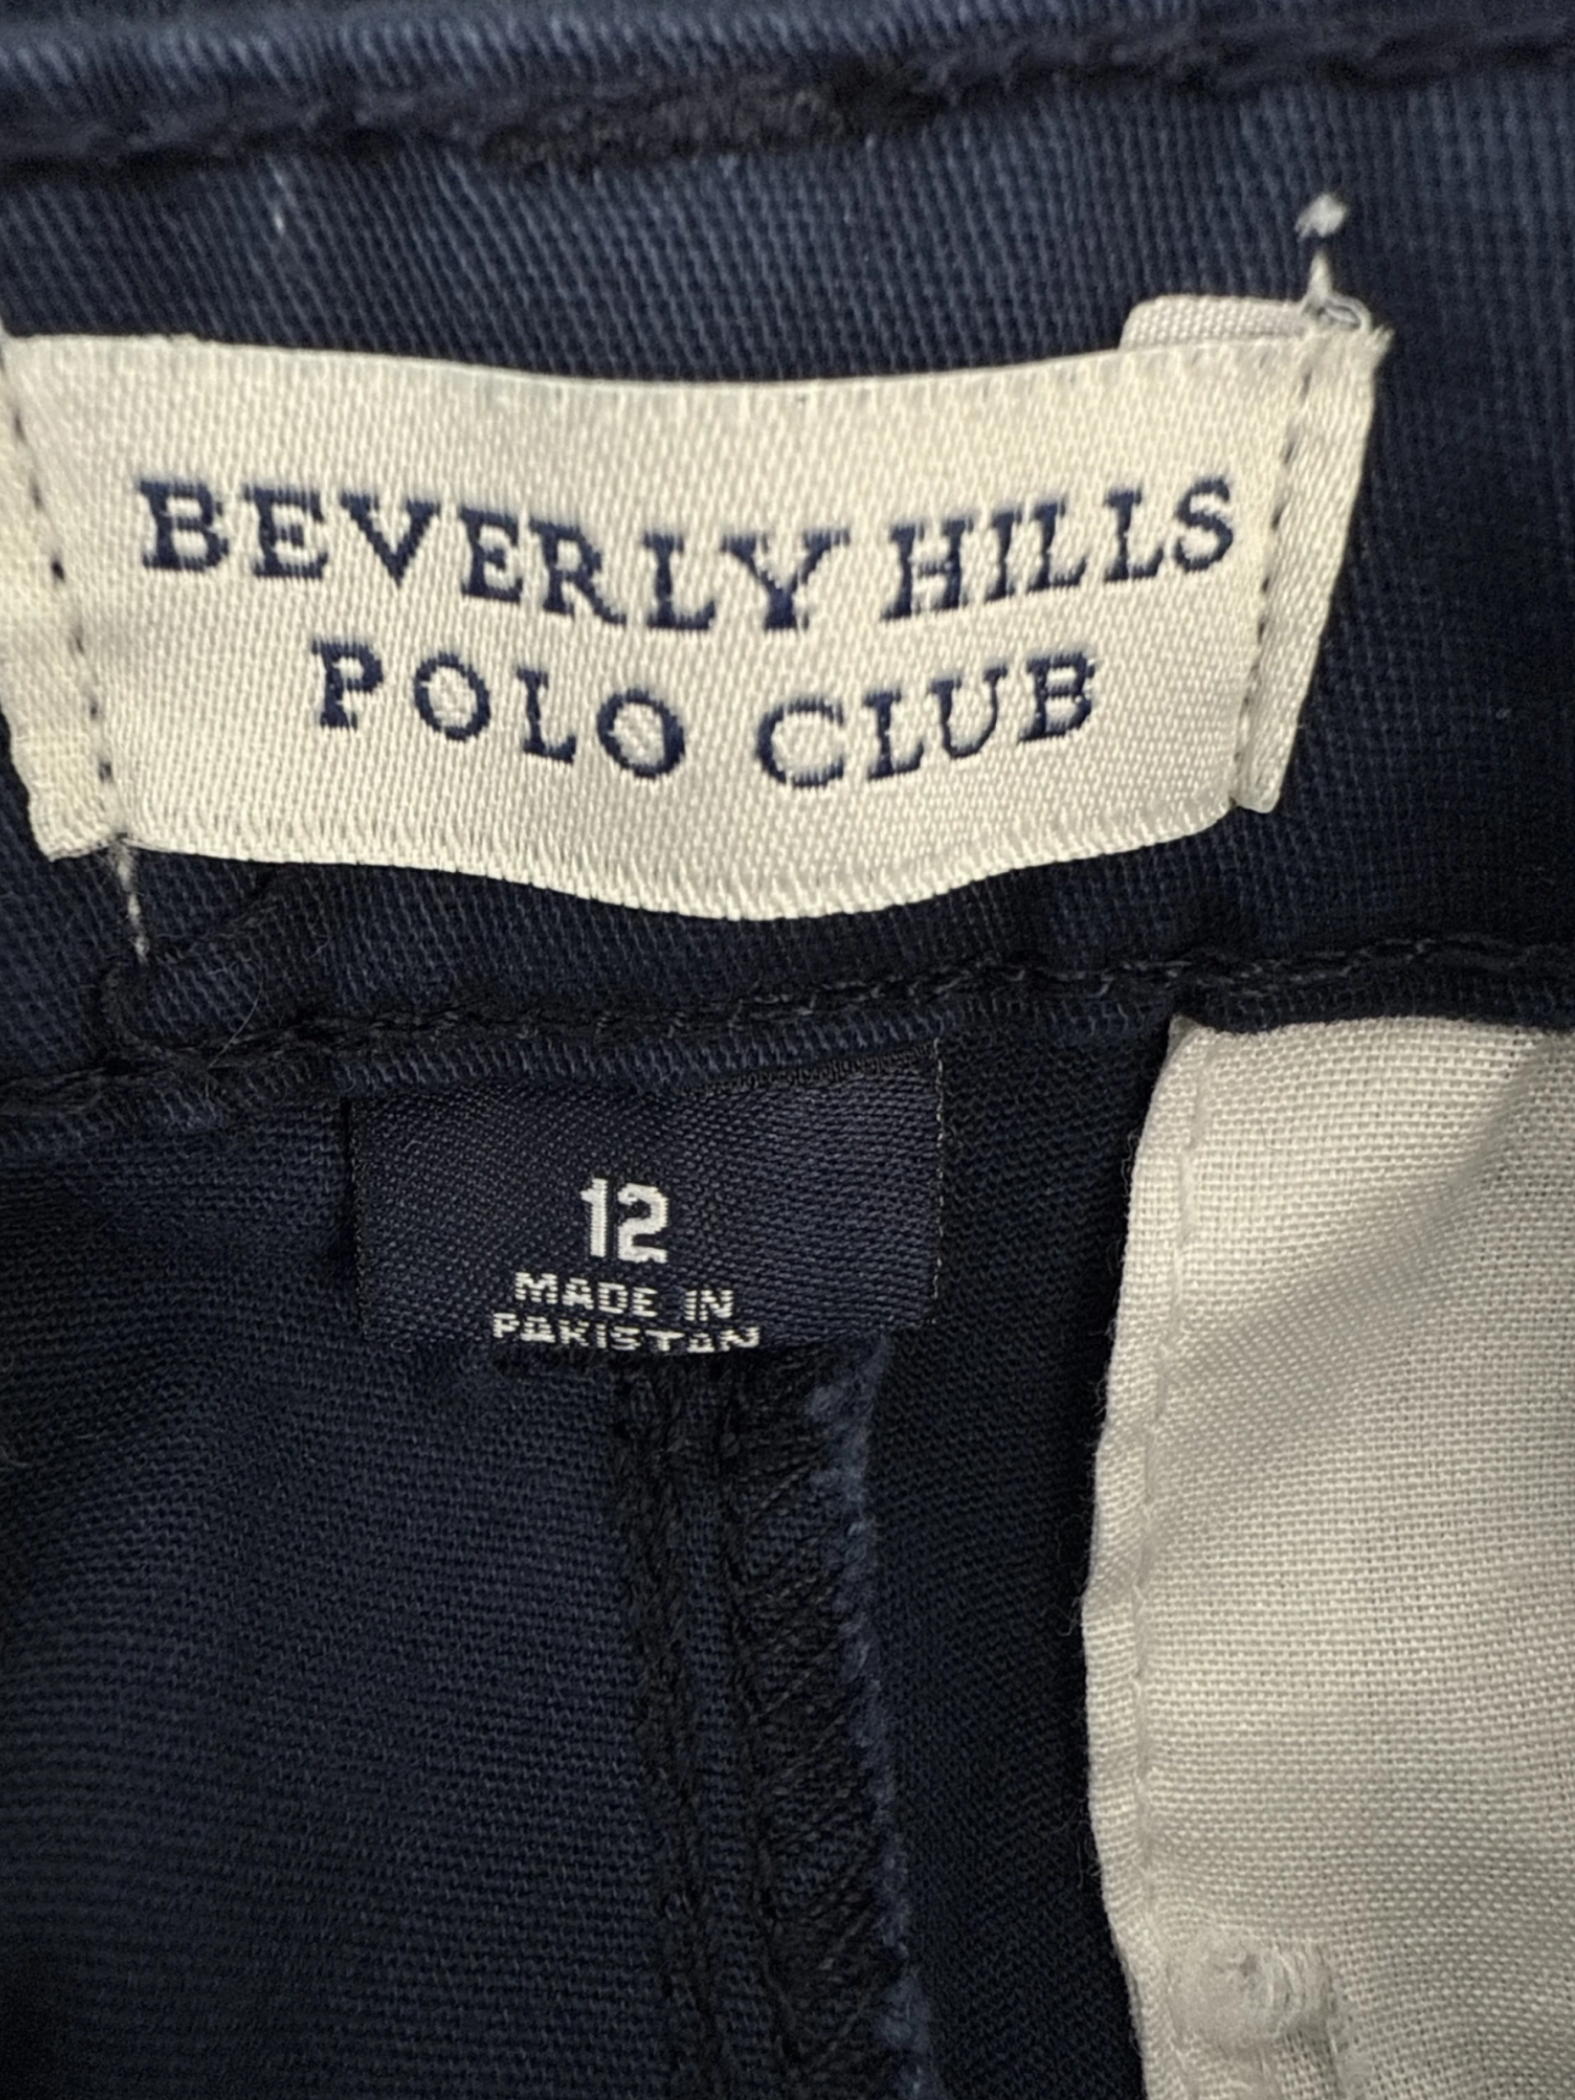 BEVERLY HILLS
POLO CLUB
12
MADE IN
PAKISTAN